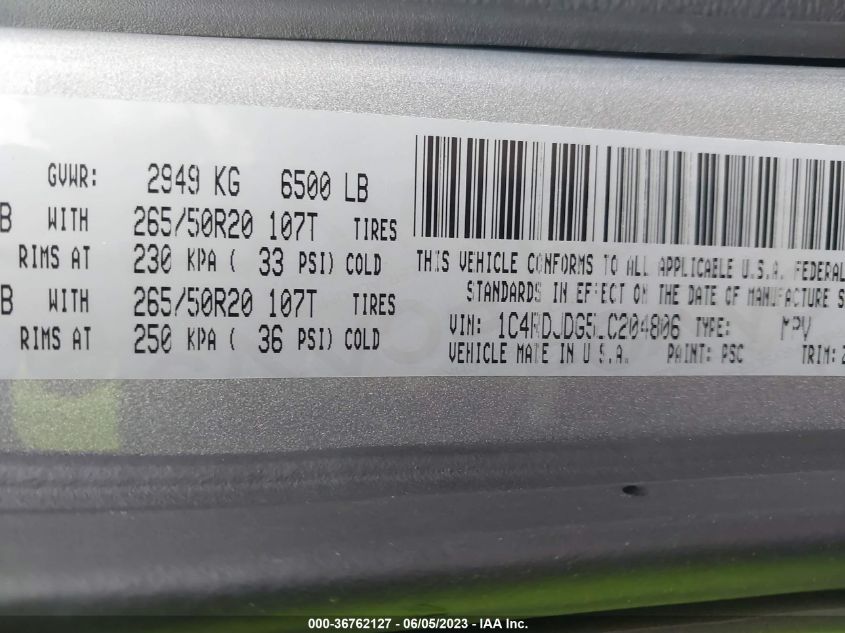 GVWR: 2949 KG 6500 LB
B WITH 265/50R20 107T TIRES
RIMS AT 230 KPA ( 33 PSI) COLD
B WITH 265/50R20 107T TIRES
RIMS AT 250 KPA ( 36 PSI) COLD
THIS VEHICLE CONFORMS TO ALL APPLICABLE U.S.A. FEDERAL
STANDARDS IN EFFECT ON THE DATE OF MANUFACTURE S
VIN: 1C4RDJDG5LC204806 TYPE: MPV
VEHICLE MADE IN U.S.A. PAINT: PSC TRIM:
000-36762127 - 06/05/2023 - © IAA Inc.